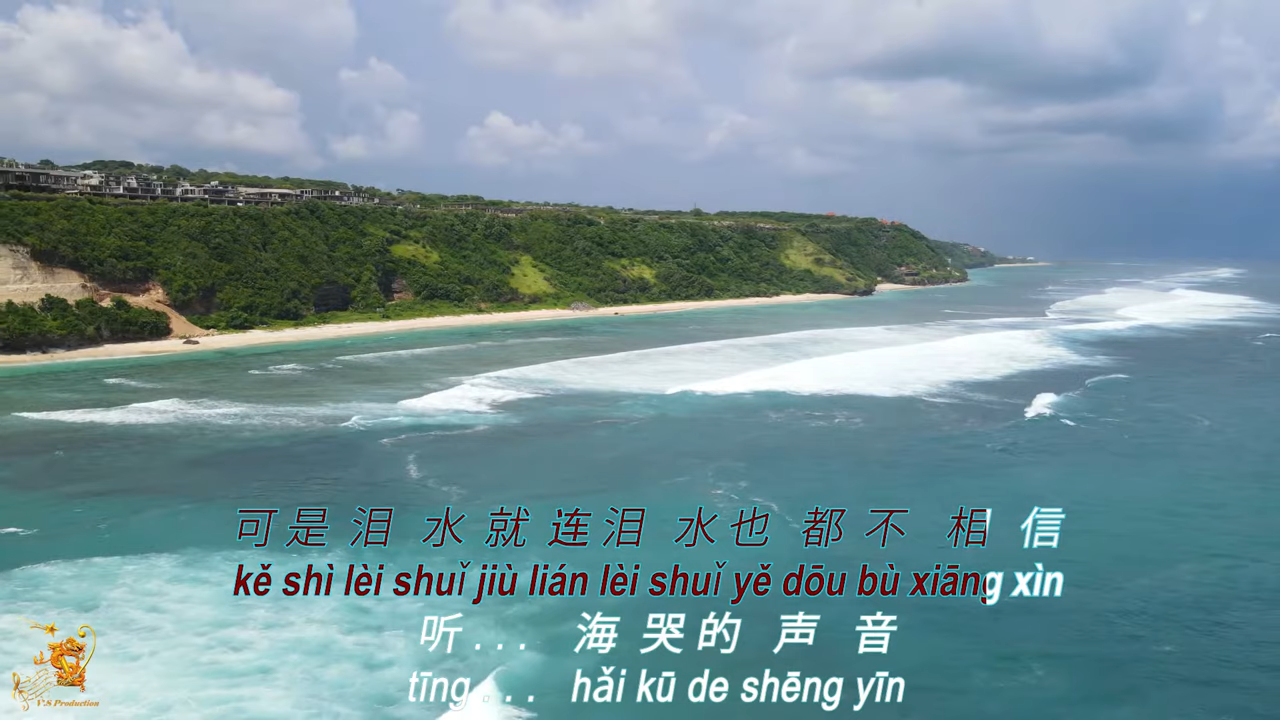 可是泪水就连泪水也都不相信
kě shì lèi shuǐ jiù lián lèi shuǐ yě dōu bù xiāng xìn
听... 海哭的声音
tīng... hǎi kū de shēng yīn
V.S Production